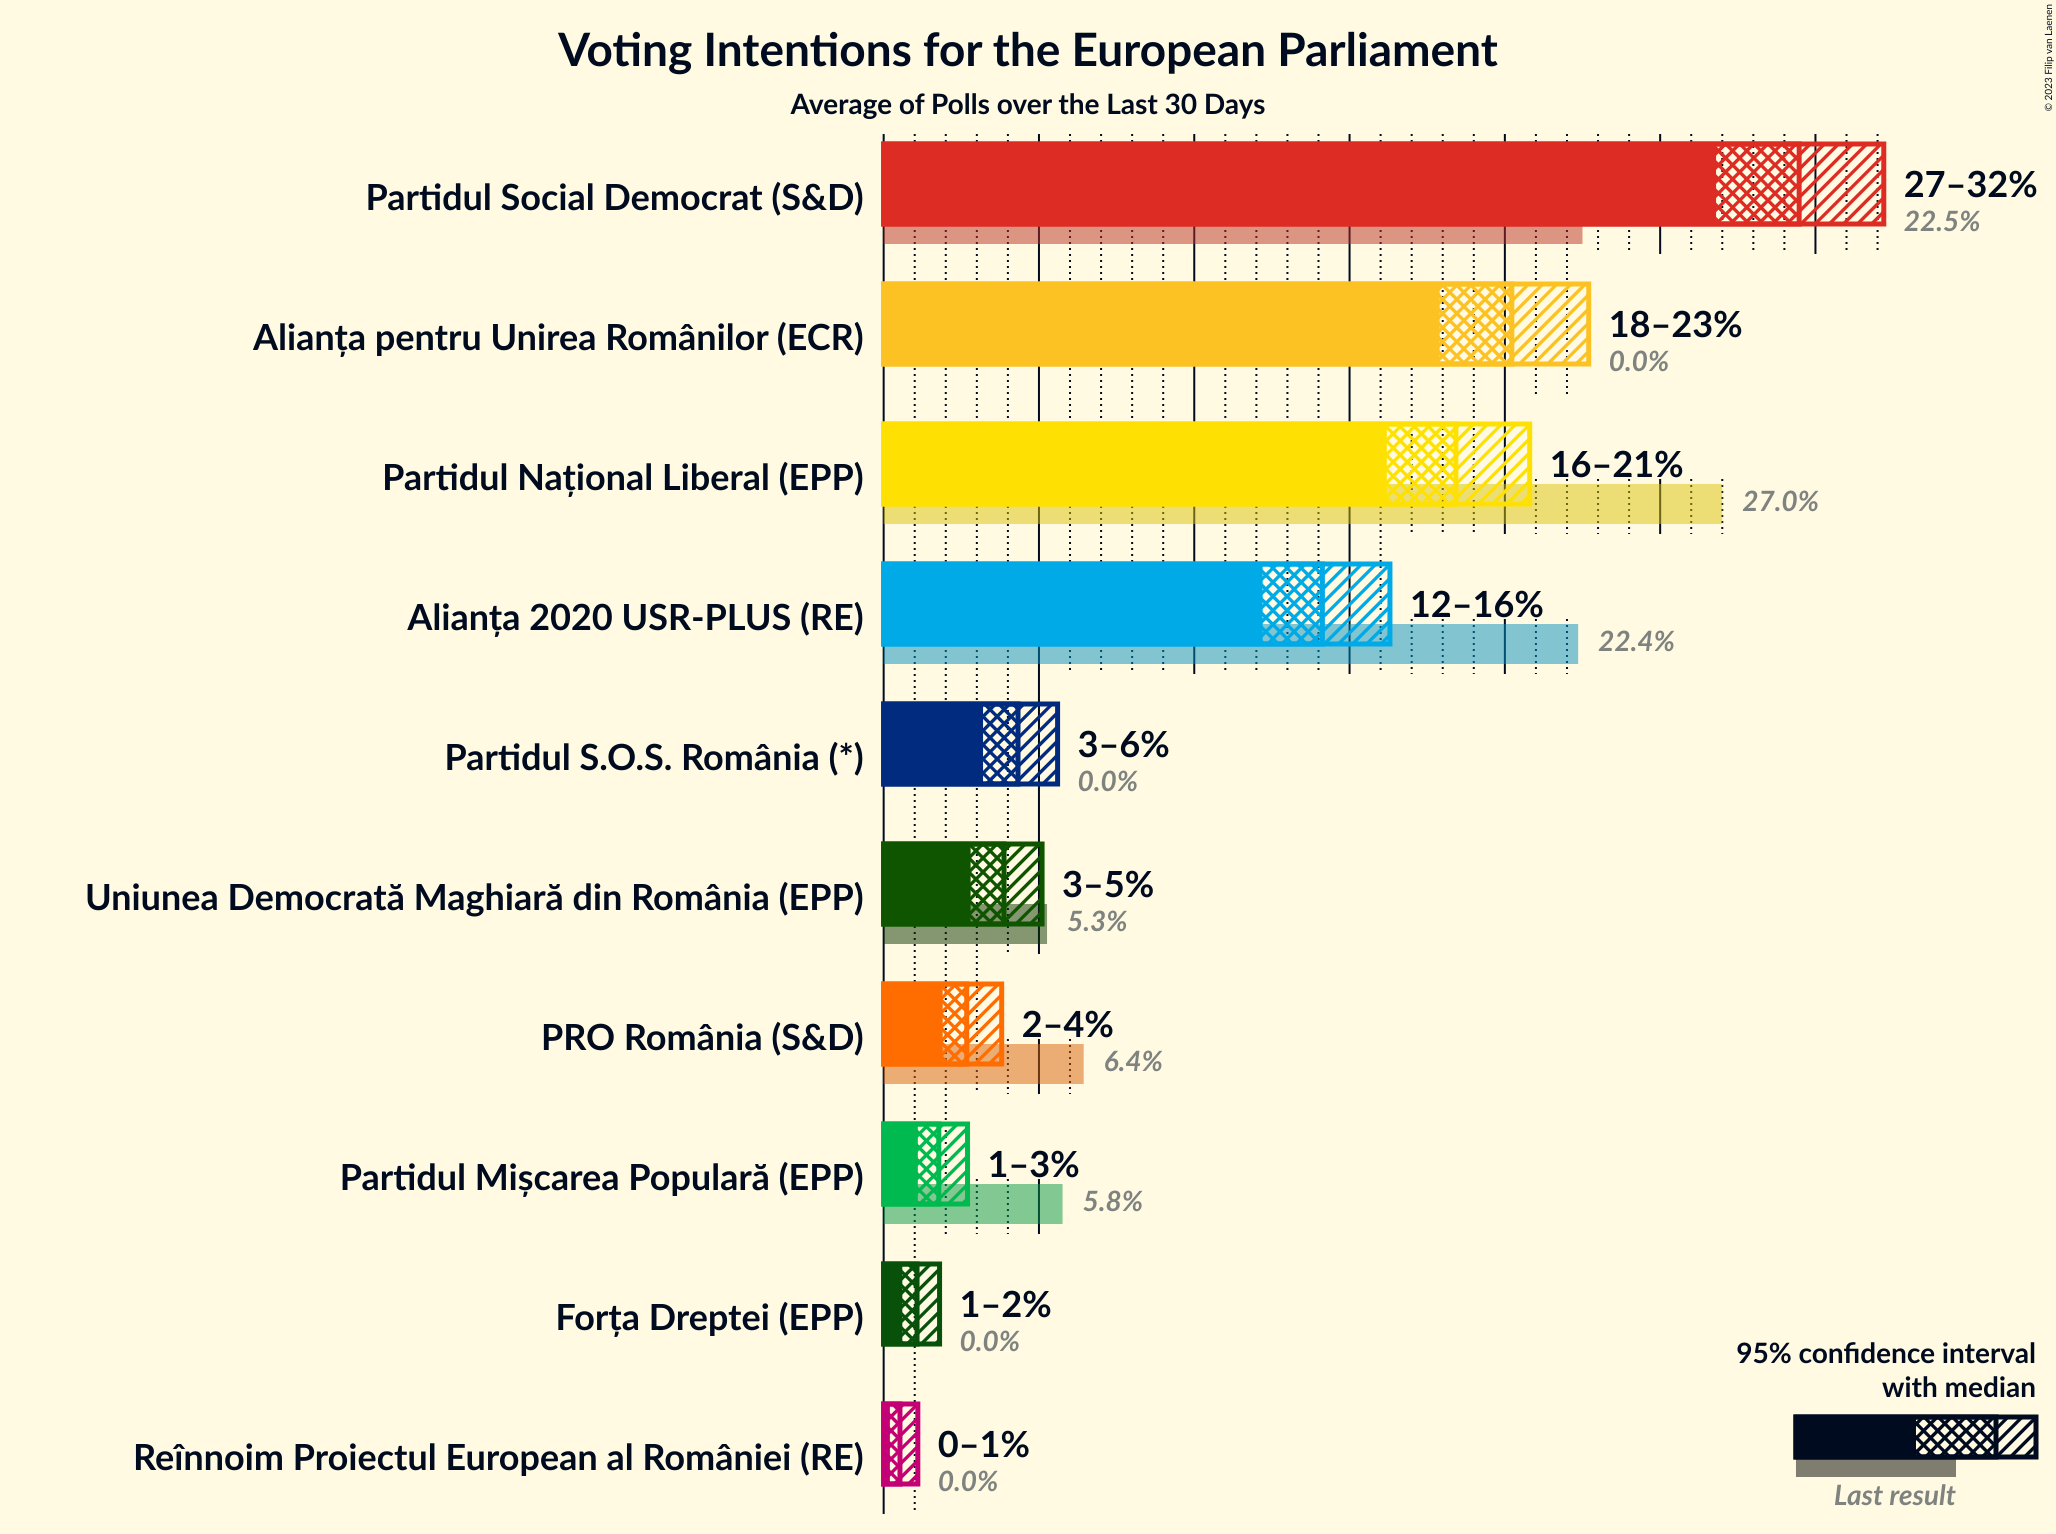 Voting Intentions for the European Parliament
Average of Polls over the Last 30 Days
© 2023 Filip van Laenen
Partidul Social Democrat (S&D)
27–32%
22.5%
Alianța pentru Unirea Românilor (ECR)
18–23%
0.0%
Partidul Național Liberal (EPP)
16–21%
27.0%
Alianța 2020 USR-PLUS (RE)
12–16%
22.4%
Partidul S.O.S. România (*)
3–6%
0.0%
Uniunea Democrată Maghiară din România (EPP)
3–5%
5.3%
PRO România (S&D)
2–4%
6.4%
Partidul Mișcarea Populară (EPP)
1–3%
5.8%
Forța Dreptei (EPP)
1–2%
0.0%
Reînnoim Proiectul European al României (RE)
0–1%
0.0%
95% confidence interval
with median
Last result